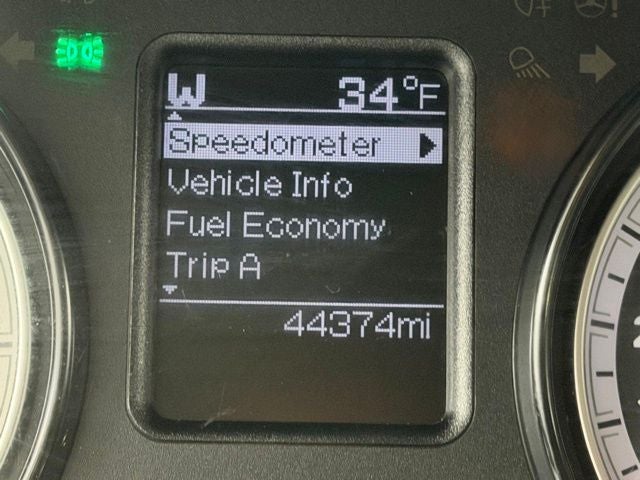 W 34°F
Speedometer
Vehicle Info
Fuel Economy
Trip A
44374mi